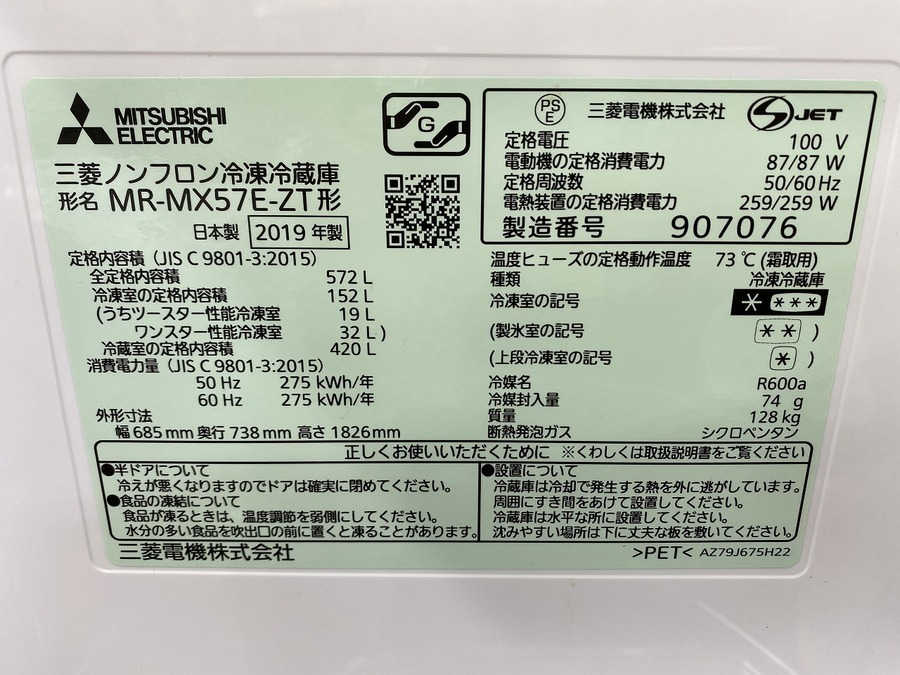 MITSUBISHI
ELECTRIC
G
三菱ノンフロン冷凍冷蔵庫
形名 MR-MX57E-ZT形
日本製 2019年製
定格内容積（JIS C 9801-3:2015）
全定格内容積 572 L
冷凍室の定格内容積 152 L
(うちツースター性能冷凍室 19 L
ワンスター性能冷凍室 32 L )
冷蔵室の定格内容積 420 L
消費電力量（JIS C 9801-3:2015）
50 Hz 275 kWh/年
60 Hz 275 kWh/年
外形寸法
幅 685 mm 奥行 738 mm 高さ 1826 mm
PS
E
三菱電機株式会社
S JET
定格電圧 100 V
電動機の定格消費電力 87/87 W
定格周波数 50/60 Hz
電熱装置の定格消費電力 259/259 W
製造番号 907076
温度ヒューズの定格動作温度 73 ℃ (霜取用)
種類 冷凍冷蔵庫
冷凍室の記号 * ***
(製氷室の記号 ** )
(上段冷凍室の記号 * )
冷媒名 R600a
冷媒封入量 74 g
質量 128 kg
断熱発泡ガス シクロペンタン
正しくお使いいただくために ※くわしくは取扱説明書をご覧ください
●半ドアについて
冷えが悪くなりますのでドアは確実に閉めてください。
●食品の凍結について
食品が凍るときは、温度調節を弱側にしてください。
水分の多い食品を吹出口の前に置くと凍ることがあります。
●設置について
冷蔵庫は冷却で発生する熱を外に逃がしています。
周囲にすき間をあけて設置してください。
冷蔵庫は水平な所に設置してください。
沈みやすい場所は下に丈夫な板を敷いてください。
三菱電機株式会社
>PET< AZ79J675H22